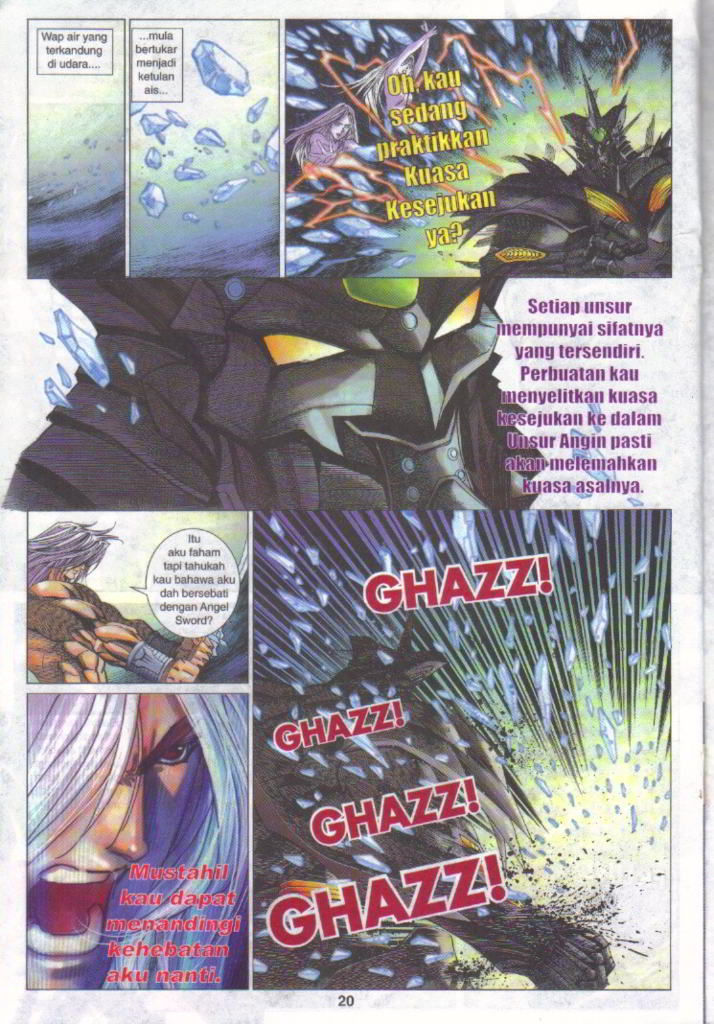 Wap air yang
terkandung
di udara....
...mula
bertukar
menjadi
ketulan
ais...
Oh, kau
sedang
praktikkan
Kuasa
Kesejukan
ya?
Setiap unsur
mempunyai sifatnya
yang tersendiri.
Perbuatan kau
menyelitkan kuasa
kesejukan ke dalam
Unsur Angin pasti
akan melemahkan
kuasa asalnya.
Itu
aku faham
tapi tahukah
kau bahawa aku
dah bersebati
dengan Angel
Sword?
GHAZZ!
GHAZZ!
GHAZZ!
GHAZZ!
Mustahil
kau dapat
menandingi
kehebatan
aku nanti.
20